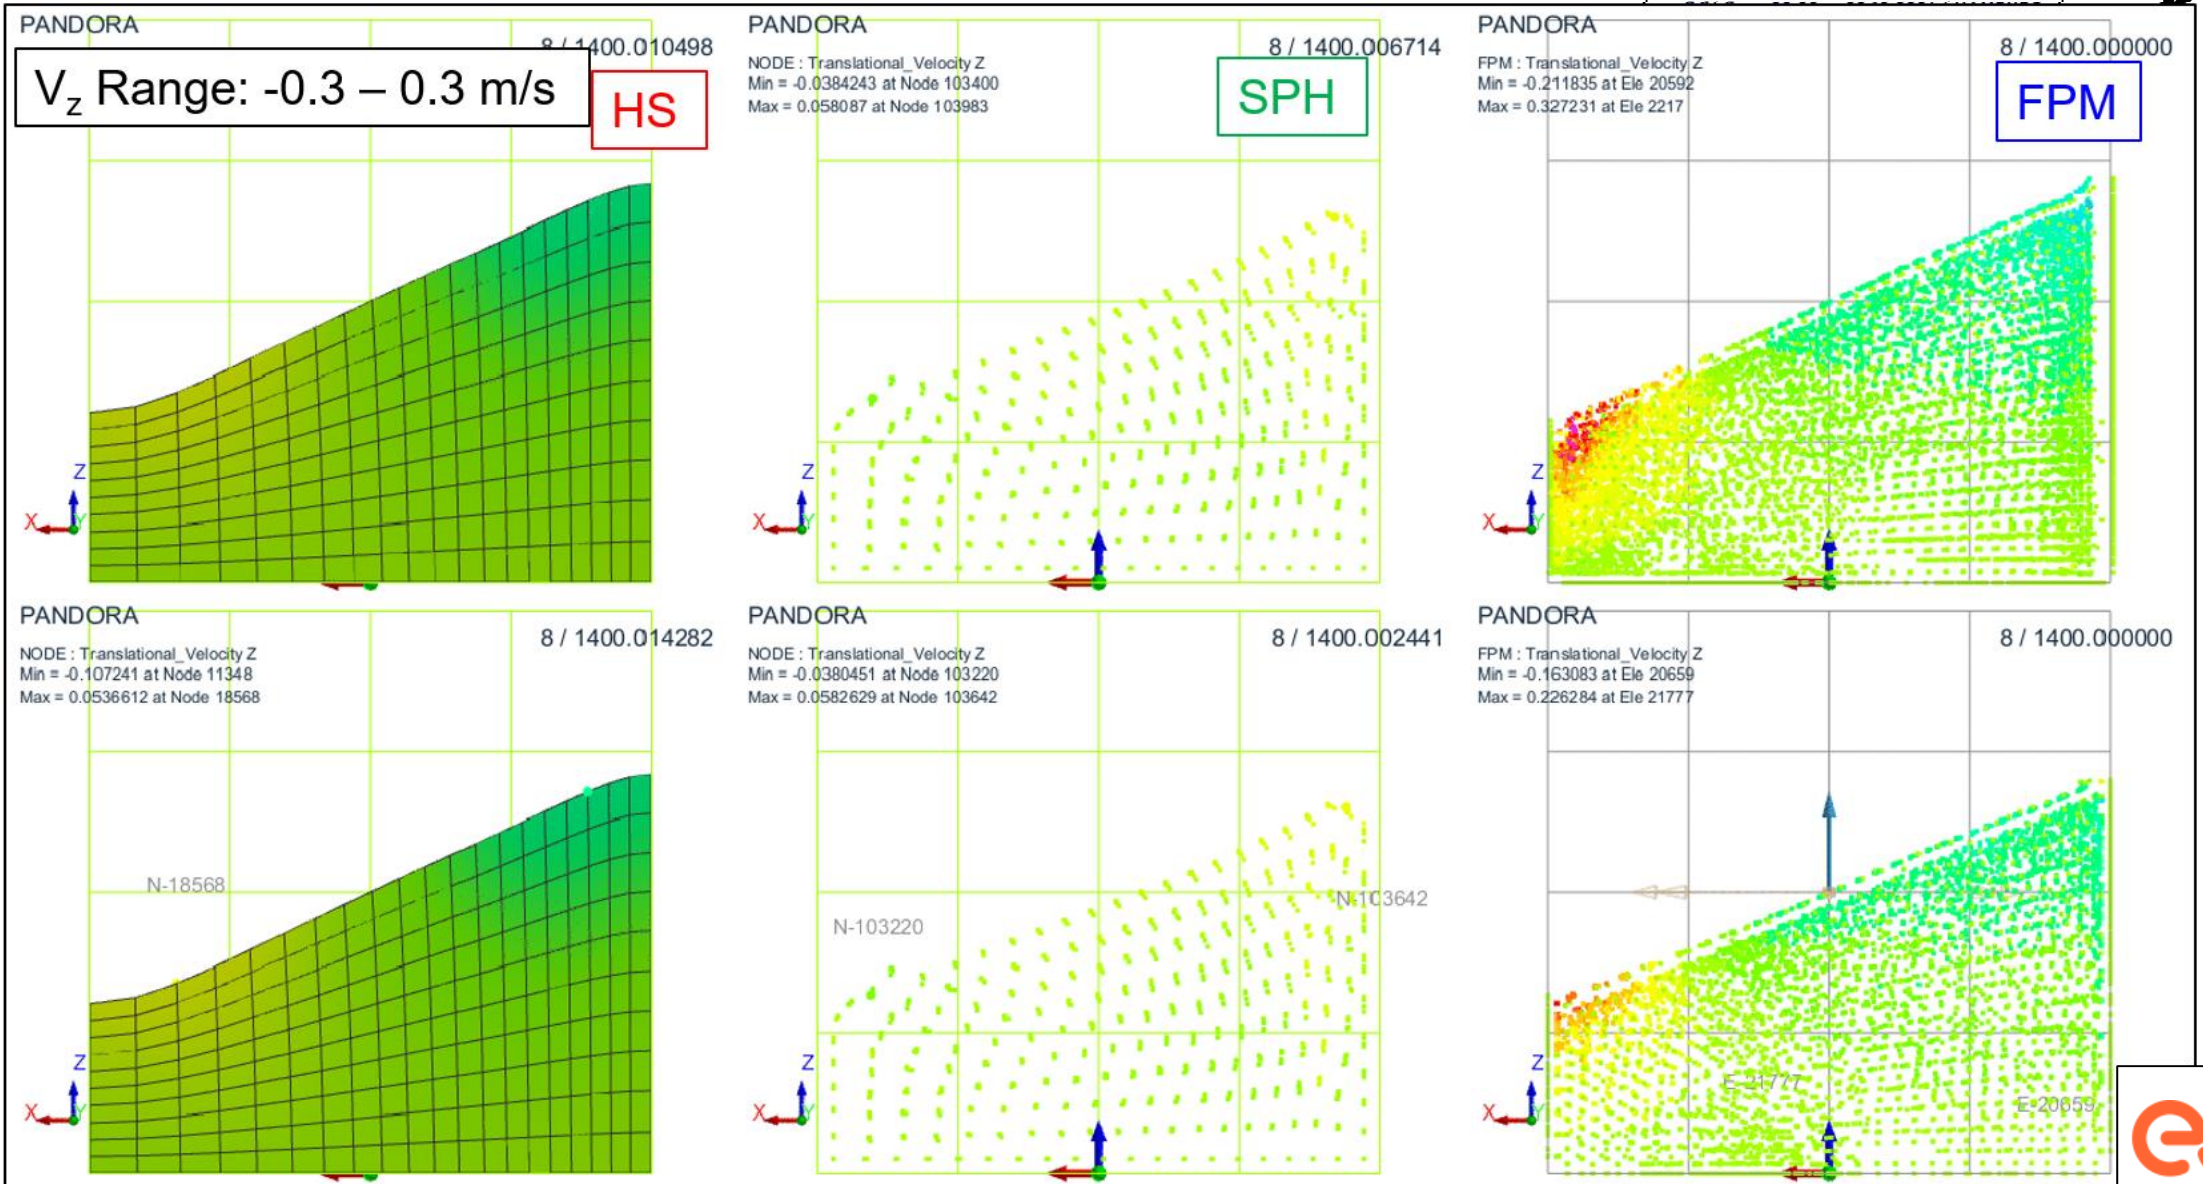 PANDORA
8 / 1400.010498
Vz Range: -0.3 – 0.3 m/s
HS
Z
X
Y
PANDORA
8 / 1400.006714
NODE : Translational_Velocity Z
Min = -0.0384243 at Node 103400
Max = 0.058087 at Node 103983
SPH
Z
X
Y
PANDORA
8 / 1400.000000
FPM : Translational_Velocity Z
Min = -0.211835 at Ele 20592
Max = 0.327231 at Ele 2217
FPM
Z
X
Y
PANDORA
8 / 1400.014282
NODE : Translational_Velocity Z
Min = -0.107241 at Node 11348
Max = 0.0536612 at Node 18568
N-18568
Z
X
Y
PANDORA
8 / 1400.002441
NODE : Translational_Velocity Z
Min = -0.0380451 at Node 103220
Max = 0.0582629 at Node 103642
N-103642
N-103220
Z
X
Y
PANDORA
8 / 1400.000000
FPM : Translational_Velocity Z
Min = -0.163083 at Ele 20659
Max = 0.226284 at Ele 21777
E-21777
E-20659
Z
X
Y